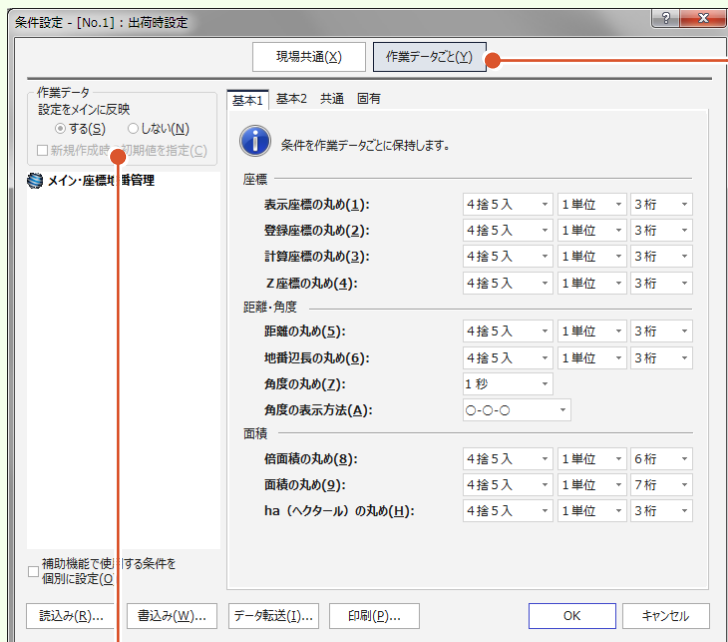 条件設定 - [No.1]：出荷時設定
現場共通(X) 作業データごと(Y)
作業データ
設定をメインに反映
する(S) しない(N)
新規作成時 初期値を指定(C)
メイン・座標地番管理
補助機能で使用する条件を
個別に設定(O
基本1 基本2 共通 固有
条件を作業データごとに保持します。
座標
表示座標の丸め(1): 4捨5入 1単位 3桁
登録座標の丸め(2): 4捨5入 1単位 3桁
計算座標の丸め(3): 4捨5入 1単位 3桁
Z座標の丸め(4): 4捨5入 1単位 3桁
距離・角度
距離の丸め(5): 4捨5入 1単位 3桁
地番辺長の丸め(6): 4捨5入 1単位 3桁
角度の丸め(7): 1秒
角度の表示方法(A): ○-○-○
面積
倍面積の丸め(8): 4捨5入 1単位 6桁
面積の丸め(9): 4捨5入 1単位 7桁
ha（ヘクタール）の丸め(H): 4捨5入 1単位 3桁
読込み(R)... 書込み(W)... データ転送(I)... 印刷(P)... OK キャンセル